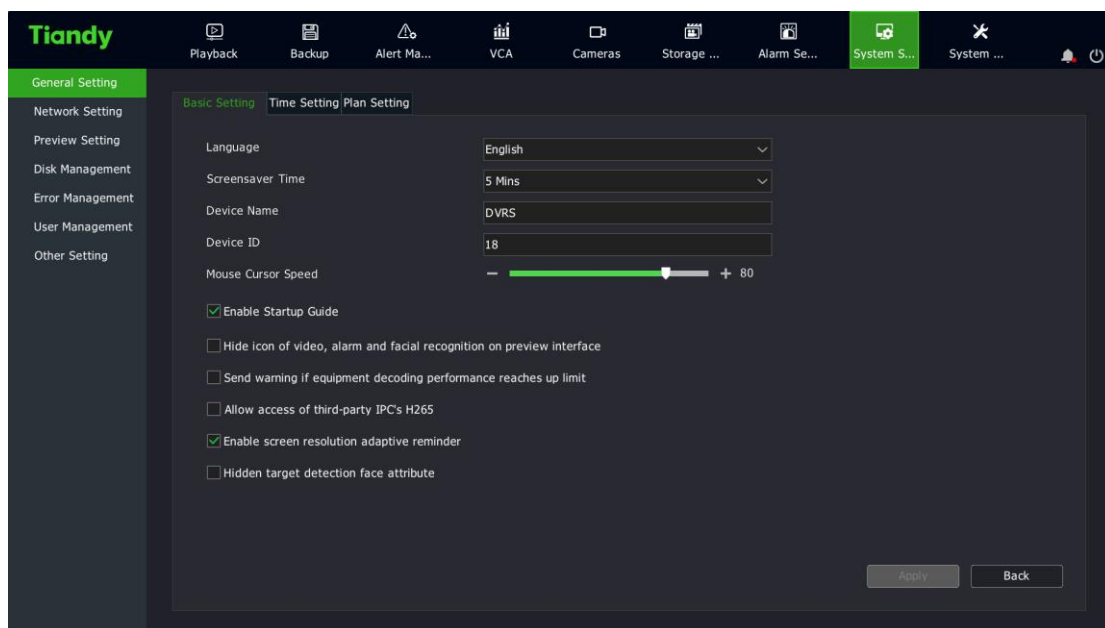 Tiandy
Playback
Backup
Alert Ma...
VCA
Cameras
Storage ...
Alarm Se...
System S...
System ...
General Setting
Network Setting
Preview Setting
Disk Management
Error Management
User Management
Other Setting
Basic Setting Time Setting Plan Setting
Language English
Screensaver Time 5 Mins
Device Name DVRS
Device ID 18
Mouse Cursor Speed 80
Enable Startup Guide
Hide icon of video, alarm and facial recognition on preview interface
Send warning if equipment decoding performance reaches up limit
Allow access of third-party IPC's H265
Enable screen resolution adaptive reminder
Hidden target detection face attribute
Apply Back